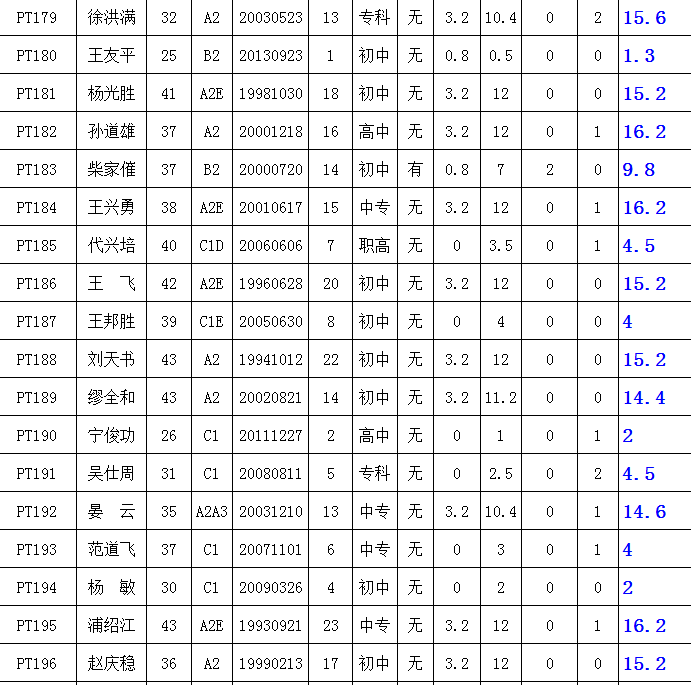 PT179 徐洪满 32 A2 20030523 13 专科 无 3.2 10.4 0 2 15.6
PT180 王友平 25 B2 20130923 1 初中 无 0.8 0.5 0 0 1.3
PT181 杨光胜 41 A2E 19981030 18 初中 无 3.2 12 0 0 15.2
PT182 孙道雄 37 A2 20001218 16 高中 无 3.2 12 0 1 16.2
PT183 柴家催 37 B2 20000720 14 初中 有 0.8 7 2 0 9.8
PT184 王兴勇 38 A2E 20010617 15 中专 无 3.2 12 0 1 16.2
PT185 代兴培 40 C1D 20060606 7 职高 无 0 3.5 0 1 4.5
PT186 王 飞 42 A2E 19960628 20 初中 无 3.2 12 0 0 15.2
PT187 王邦胜 39 C1E 20050630 8 初中 无 0 4 0 0 4
PT188 刘天书 43 A2 19941012 22 初中 无 3.2 12 0 0 15.2
PT189 缪全和 43 A2 20020821 14 初中 无 3.2 11.2 0 0 14.4
PT190 宁俊功 26 C1 20111227 2 高中 无 0 1 0 1 2
PT191 吴仕周 31 C1 20080811 5 专科 无 0 2.5 0 2 4.5
PT192 晏 云 35 A2A3 20031210 13 中专 无 3.2 10.4 0 1 14.6
PT193 范道飞 37 C1 20071101 6 中专 无 0 3 0 1 4
PT194 杨 敏 30 C1 20090326 4 初中 无 0 2 0 0 2
PT195 浦绍江 43 A2E 19930921 23 中专 无 3.2 12 0 1 16.2
PT196 赵庆稳 36 A2 19990213 17 初中 无 3.2 12 0 0 15.2